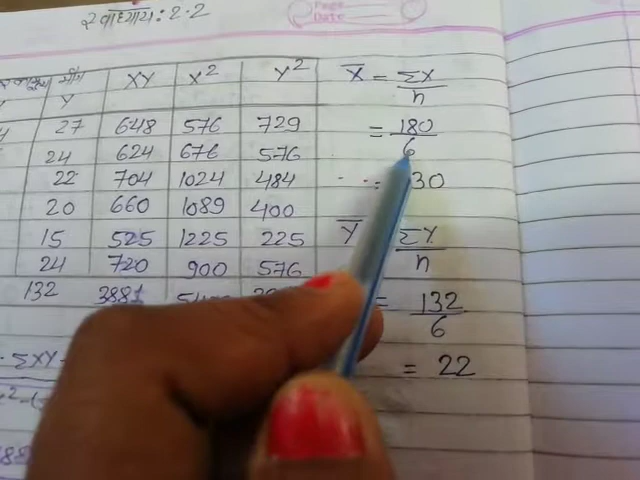 स्वाध्याय: 2.2
Page
Date
Y XY X² Y²
27 648 576 729
24 624 676 576
22 704 1024 484
20 660 1089 400
15 525 1225 225
24 720 900 576
132 3881
X̄ = ΣX/n
= 180/6
= 30
Ȳ ΣY/n
= 132/6
= 22
ΣXY